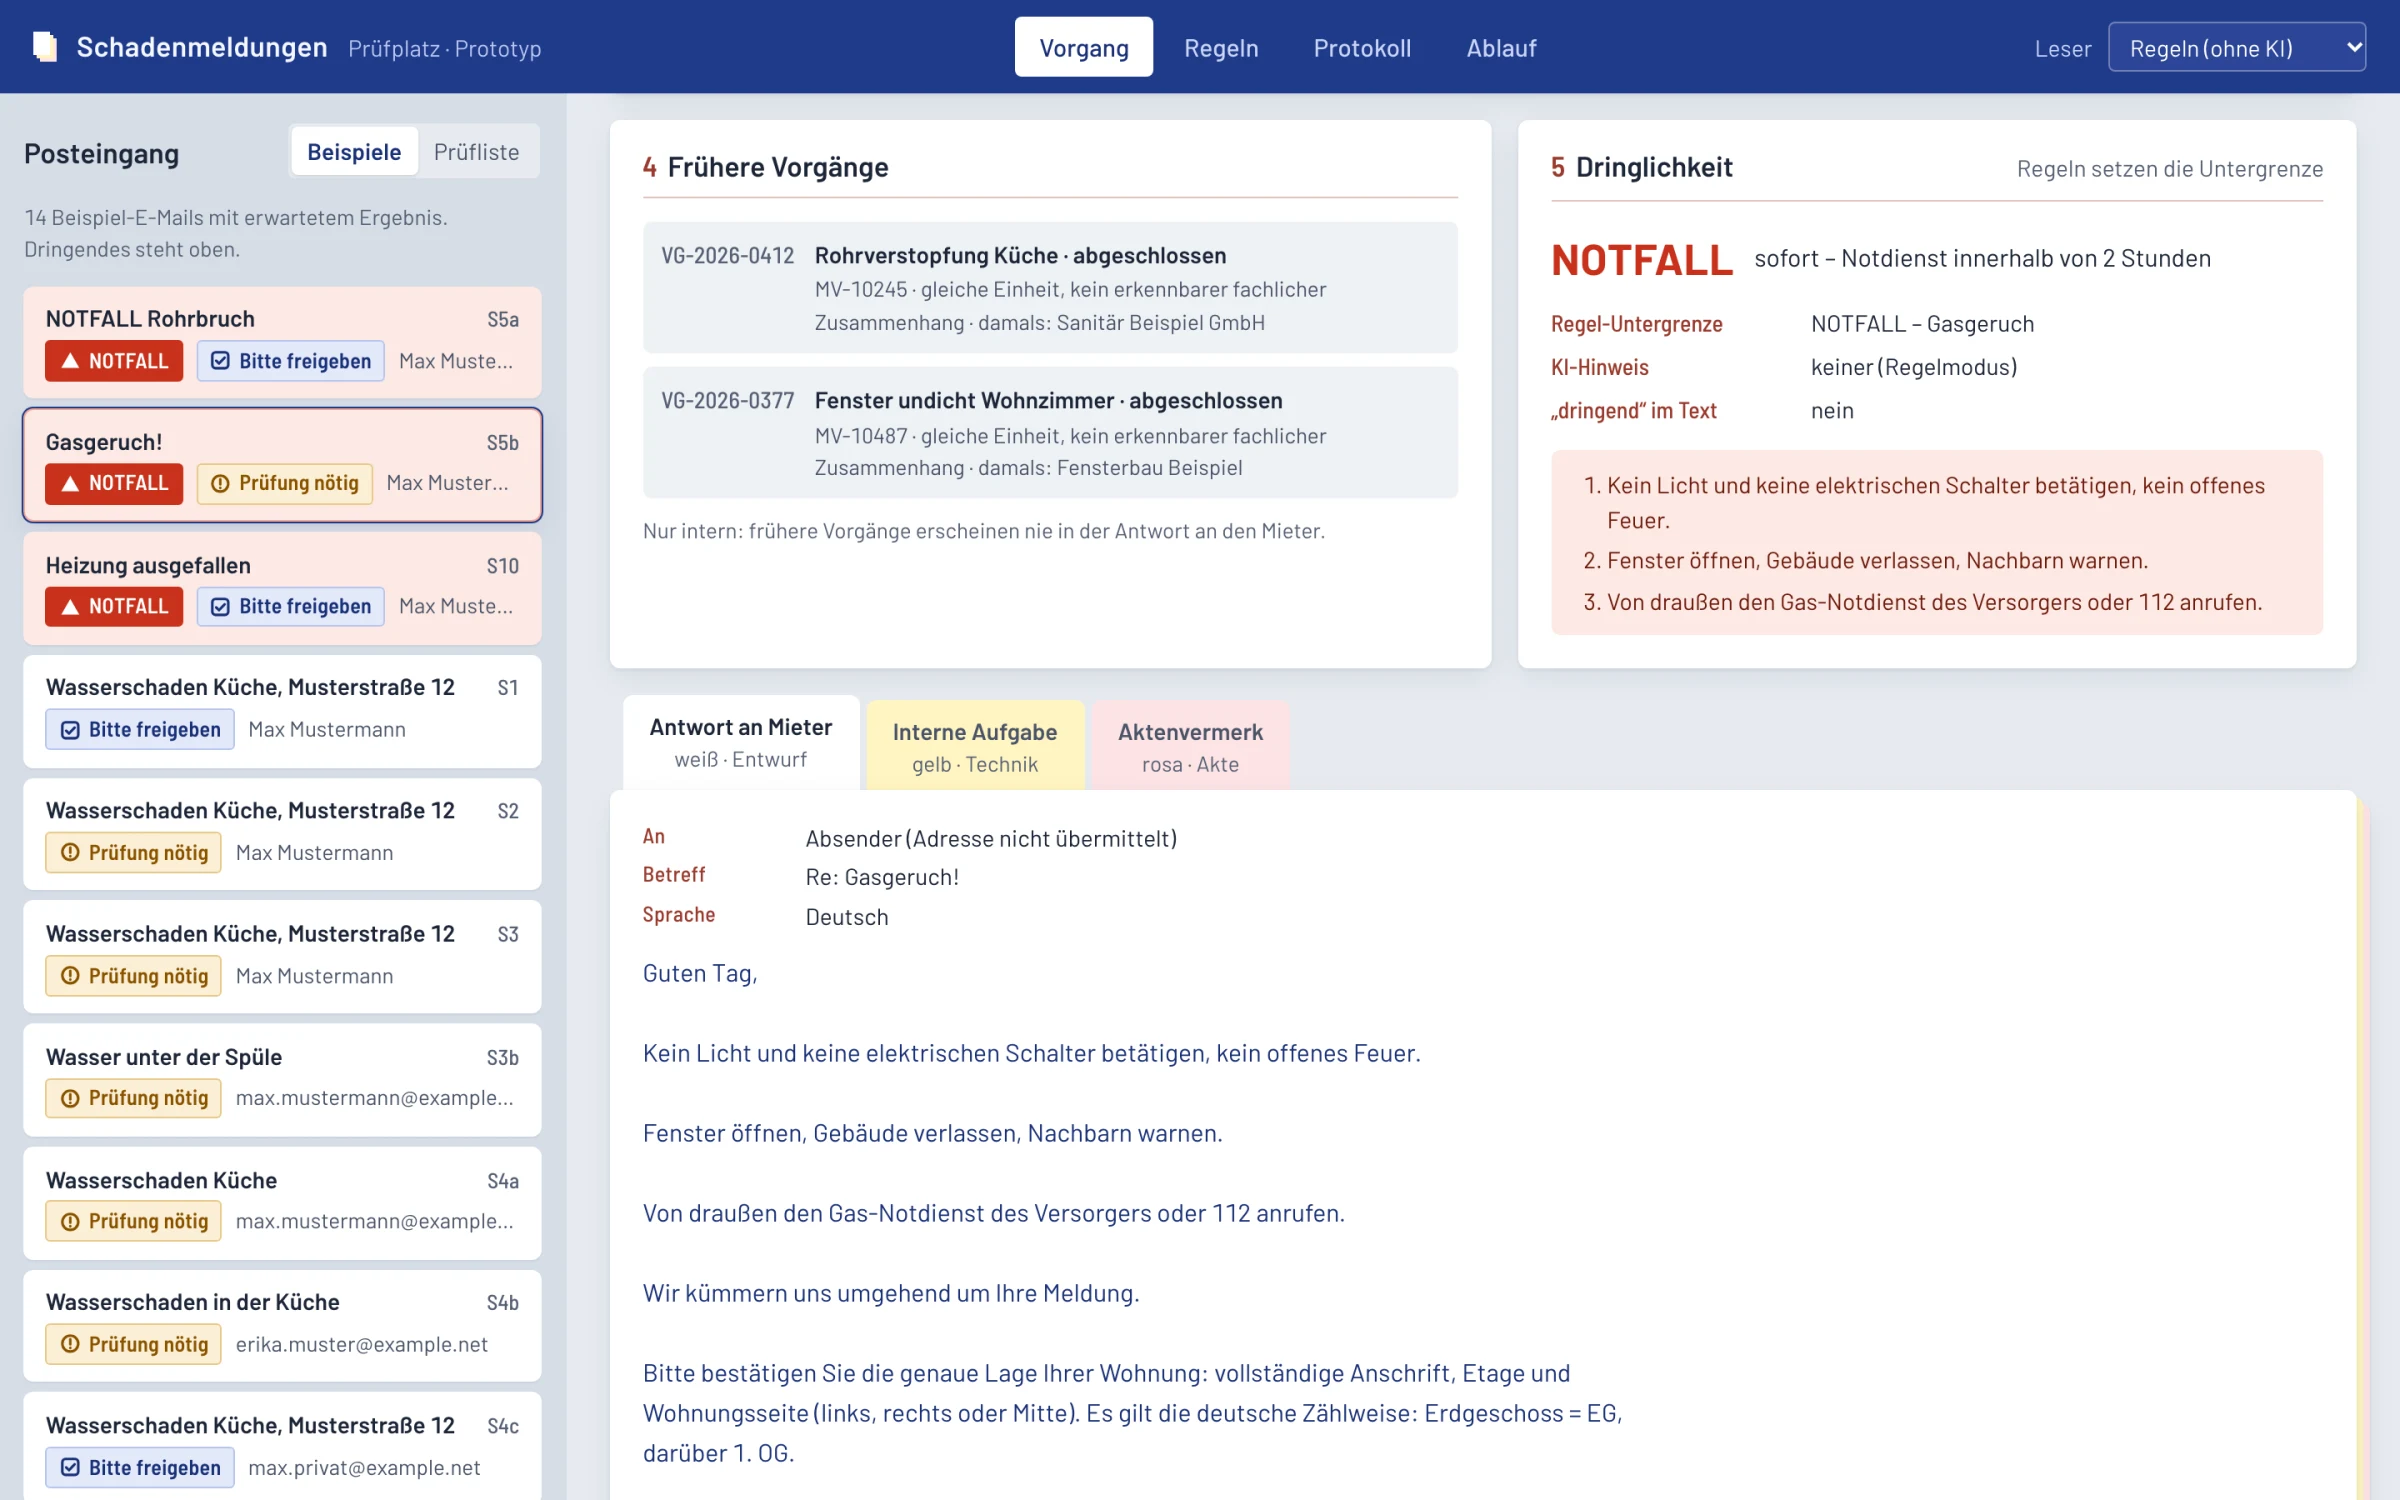 Schadenmeldungen Prüfplatz · Prototyp
Vorgang Regeln Protokoll Ablauf
Leser Regeln (ohne KI)
Posteingang Beispiele Prüfliste
14 Beispiel-E-Mails mit erwartetem Ergebnis.
Dringendes steht oben.
NOTFALL Rohrbruch S5a
NOTFALL Bitte freigeben Max Muste...
Gasgeruch! S5b
NOTFALL Prüfung nötig Max Muster...
Heizung ausgefallen S10
NOTFALL Bitte freigeben Max Muste...
Wasserschaden Küche, Musterstraße 12 S1
Bitte freigeben Max Mustermann
Wasserschaden Küche, Musterstraße 12 S2
Prüfung nötig Max Mustermann
Wasserschaden Küche, Musterstraße 12 S3
Prüfung nötig Max Mustermann
Wasser unter der Spüle S3b
Prüfung nötig max.mustermann@example...
Wasserschaden Küche S4a
Prüfung nötig max.mustermann@example...
Wasserschaden in der Küche S4b
Prüfung nötig erika.muster@example.net
Wasserschaden Küche, Musterstraße 12 S4c
Bitte freigeben max.privat@example.net
4 Frühere Vorgänge
VG-2026-0412 Rohrverstopfung Küche · abgeschlossen
MV-10245 · gleiche Einheit, kein erkennbarer fachlicher
Zusammenhang · damals: Sanitär Beispiel GmbH
VG-2026-0377 Fenster undicht Wohnzimmer · abgeschlossen
MV-10487 · gleiche Einheit, kein erkennbarer fachlicher
Zusammenhang · damals: Fensterbau Beispiel
Nur intern: frühere Vorgänge erscheinen nie in der Antwort an den Mieter.
5 Dringlichkeit Regeln setzen die Untergrenze
NOTFALL sofort – Notdienst innerhalb von 2 Stunden
Regel-Untergrenze NOTFALL – Gasgeruch
KI-Hinweis keiner (Regelmodus)
„dringend“ im Text nein
1. Kein Licht und keine elektrischen Schalter betätigen, kein offenes
Feuer.
2. Fenster öffnen, Gebäude verlassen, Nachbarn warnen.
3. Von draußen den Gas-Notdienst des Versorgers oder 112 anrufen.
Antwort an Mieter
weiß · Entwurf
Interne Aufgabe
gelb · Technik
Aktenvermerk
rosa · Akte
An Absender (Adresse nicht übermittelt)
Betreff Re: Gasgeruch!
Sprache Deutsch
Guten Tag,
Kein Licht und keine elektrischen Schalter betätigen, kein offenes Feuer.
Fenster öffnen, Gebäude verlassen, Nachbarn warnen.
Von draußen den Gas-Notdienst des Versorgers oder 112 anrufen.
Wir kümmern uns umgehend um Ihre Meldung.
Bitte bestätigen Sie die genaue Lage Ihrer Wohnung: vollständige Anschrift, Etage und
Wohnungsseite (links, rechts oder Mitte). Es gilt die deutsche Zählweise: Erdgeschoss = EG,
darüber 1. OG.